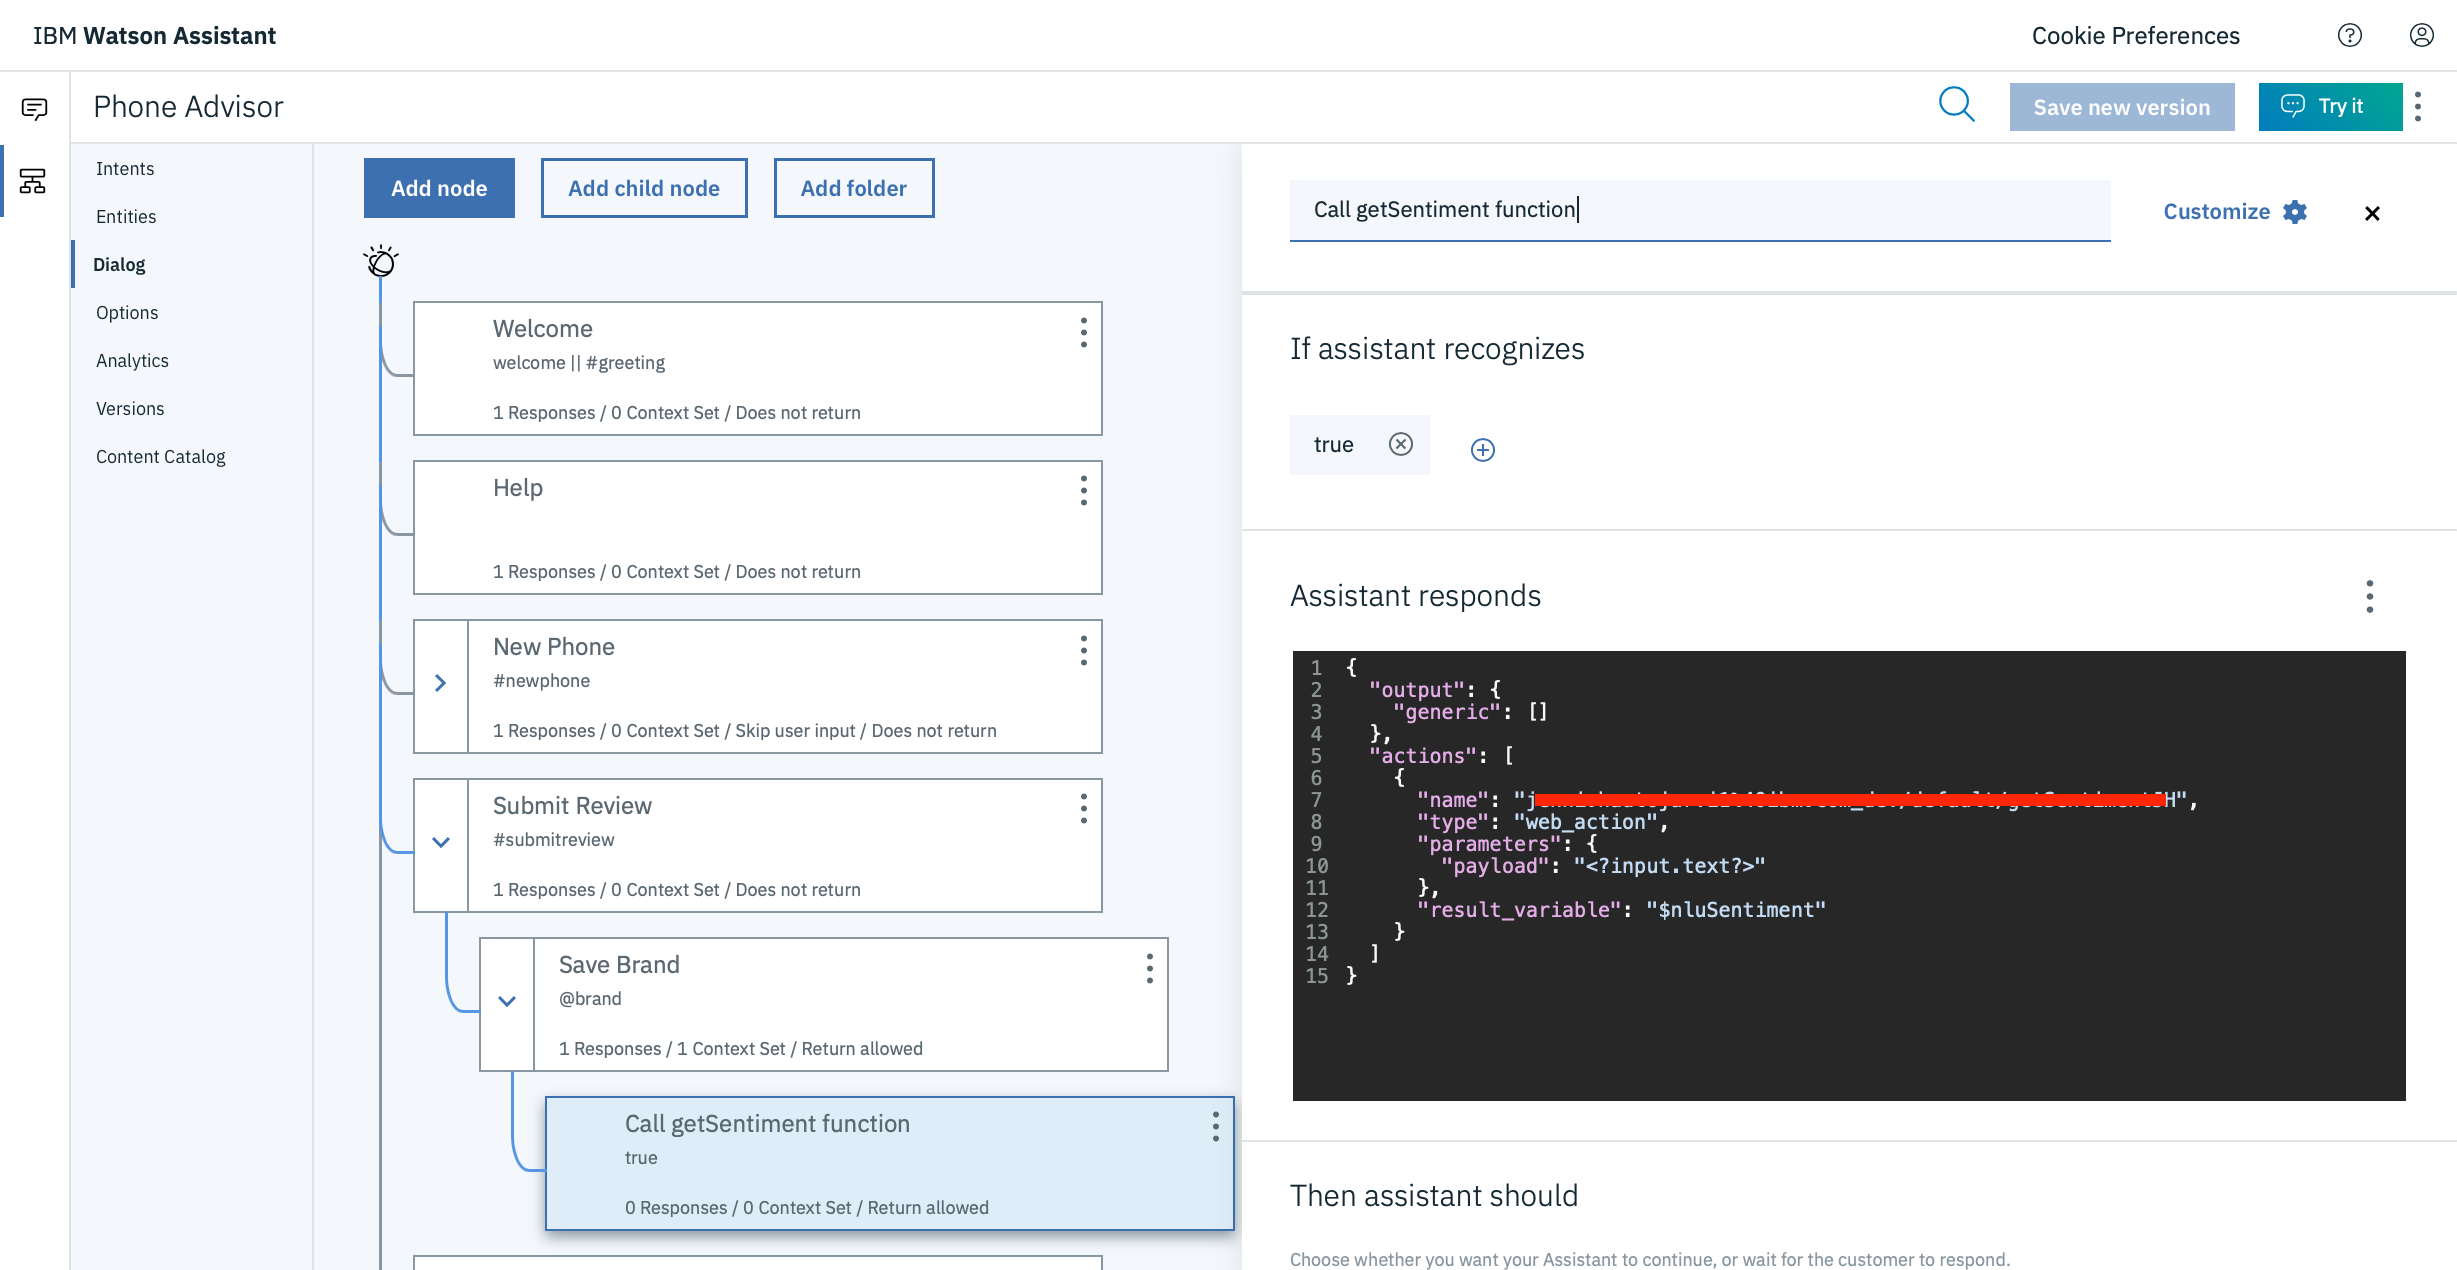 IBM Watson Assistant
Cookie Preferences
Phone Advisor
Save new version
Try it
Intents
Entities
Dialog
Options
Analytics
Versions
Content Catalog
Add node
Add child node
Add folder
Welcome
welcome || #greeting
1 Responses / 0 Context Set / Does not return
Help
1 Responses / 0 Context Set / Does not return
New Phone
#newphone
1 Responses / 0 Context Set / Skip user input / Does not return
Submit Review
#submitreview
1 Responses / 0 Context Set / Does not return
Save Brand
@brand
1 Responses / 1 Context Set / Return allowed
Call getSentiment function
true
0 Responses / 0 Context Set / Return allowed
Call getSentiment function
Customize
If assistant recognizes
true
Assistant responds
1 {
2 "output": {
3 "generic": []
4 },
5 "actions": [
6 {
7 "name":
8 "type": "web_action",
9 "parameters": {
10 "payload": "<?input.text?>"
11 },
12 "result_variable": "$nluSentiment"
13 }
14 ]
15 }
Then assistant should
Choose whether you want your Assistant to continue, or wait for the customer to respond.